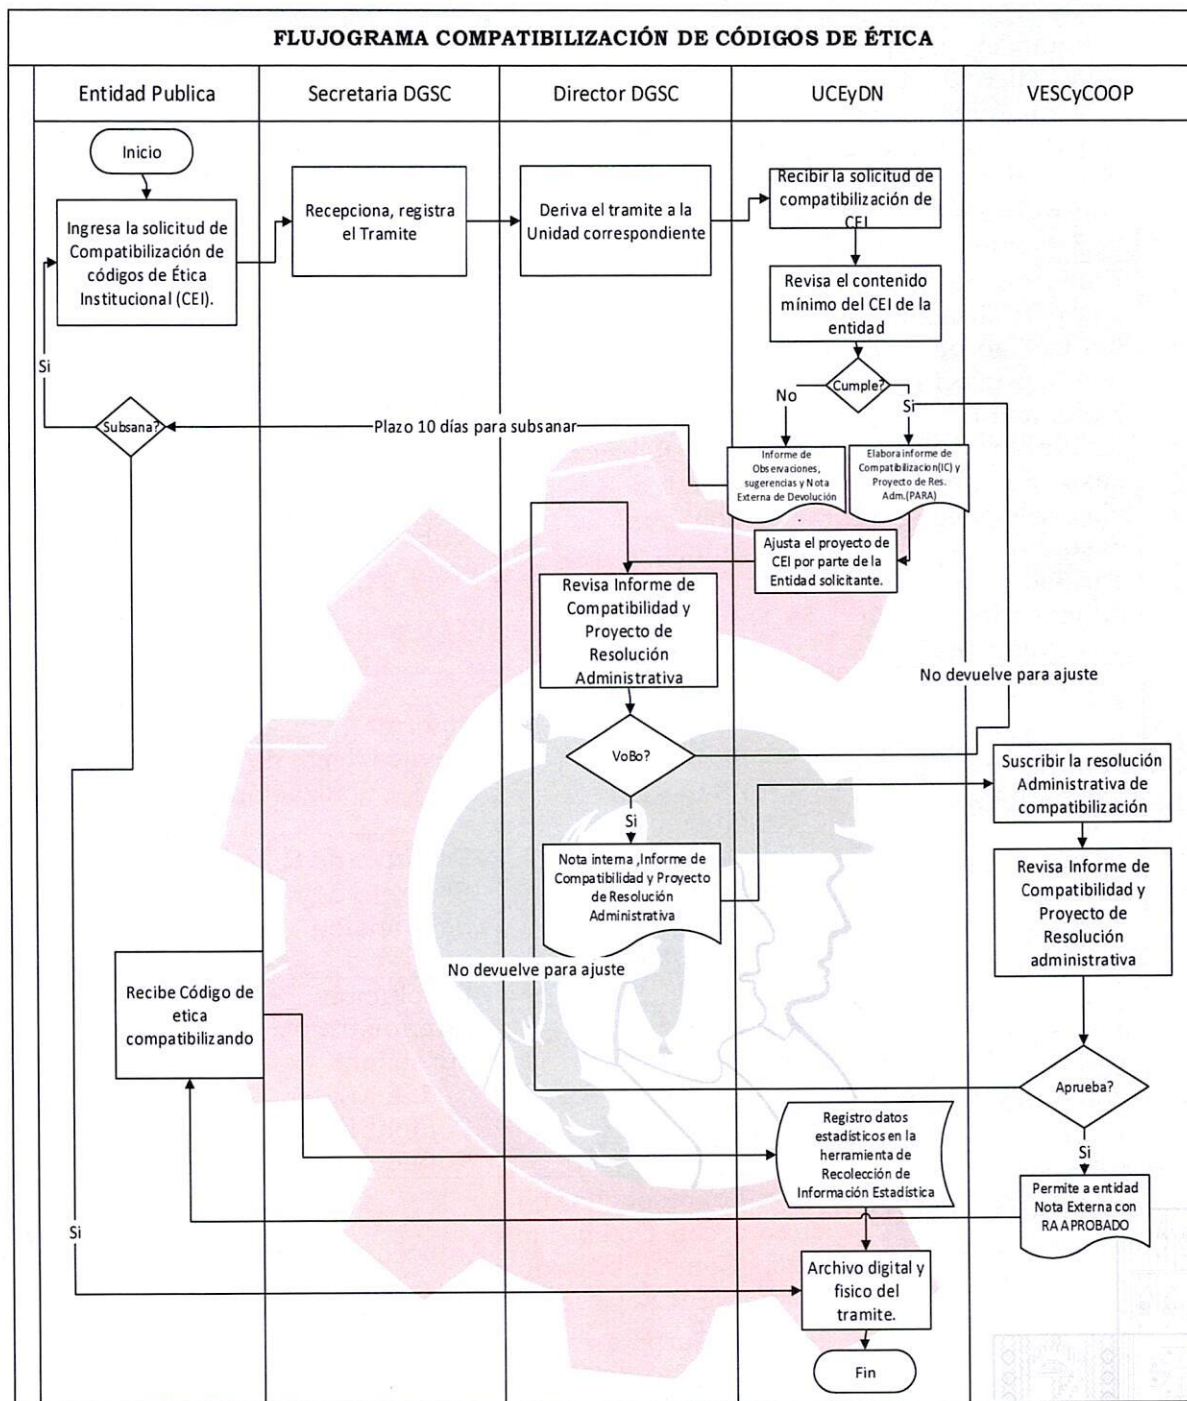 FLUJOGRAMA COMPATIBILIZACIÓN DE CÓDIGOS DE ÉTICA
Entidad Publica
Secretaria DGSC
Director DGSC
UCEyDN
VESCyCOOP
Inicio
Ingresa la solicitud de
Compatibilización de
códigos de Ética
Institucional (CEI).
Recepciona, registra
el Tramite
Deriva el tramite a la
Unidad correspondiente
Recibir la solicitud de
compatibilización de
CEI
Revisa el contenido
mínimo del CEI de la
entidad
Cumple?
No
Si
Si
Subsana?
Plazo 10 días para subsanar
Informe de
Observaciones,
sugerencias y Nota
Externa de Devolución
Elabora informe de
Compatibilizacion(IC) y
Proyecto de Res.
Adm.(PARA)
Ajusta el proyecto de
CEI por parte de la
Entidad solicitante.
Revisa Informe de
Compatibilidad y
Proyecto de
Resolución
Administrativa
No devuelve para ajuste
VoBo?
Si
Suscribir la resolución
Administrativa de
compatibilización
Nota interna ,Informe de
Compatibilidad y Proyecto
de Resolución
Administrativa
Revisa Informe de
Compatibilidad y
Proyecto de
Resolución
administrativa
No devuelve para ajuste
Recibe Código de
etica
compatibilizando
Aprueba?
Si
Registro datos
estadísticos en la
herramienta de
Recolección de
Información Estadística
Permite a entidad
Nota Externa con
RA APROBADO
Si
Archivo digital y
fisico del
tramite.
Fin